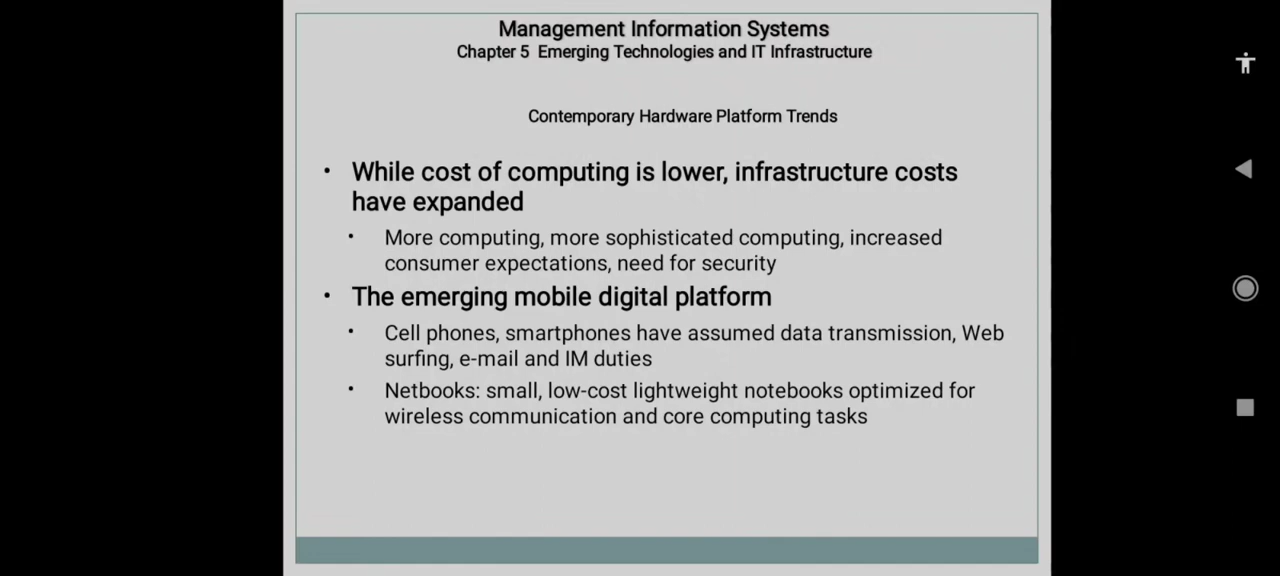 Management Information Systems
Chapter 5 Emerging Technologies and IT Infrastructure
Contemporary Hardware Platform Trends
• While cost of computing is lower, infrastructure costs
have expanded
• More computing, more sophisticated computing, increased
consumer expectations, need for security
• The emerging mobile digital platform
• Cell phones, smartphones have assumed data transmission, Web
surfing, e-mail and IM duties
• Netbooks: small, low-cost lightweight notebooks optimized for
wireless communication and core computing tasks